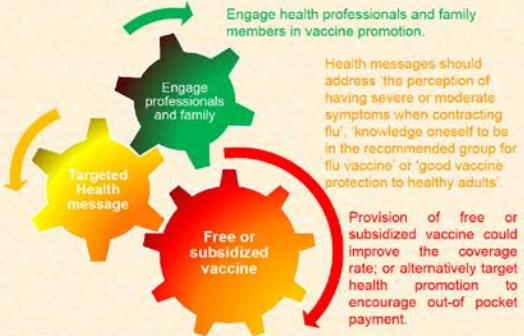 Engage health professionals and family
members in vaccine promotion.
Engage
professionals
and family
Health messages should
address 'the perception of
having severe or moderate
symptoms when contracting
flu', 'knowledge oneself to be
in the recommended group for
flu vaccine' or 'good vaccine
protection to healthy adults'.
Targeted
Health
message
Free or
subsidized
vaccine
Provision of free or
subsidized vaccine could
improve the coverage
rate; or alternatively target
health promotion to
encourage out-of pocket
payment.